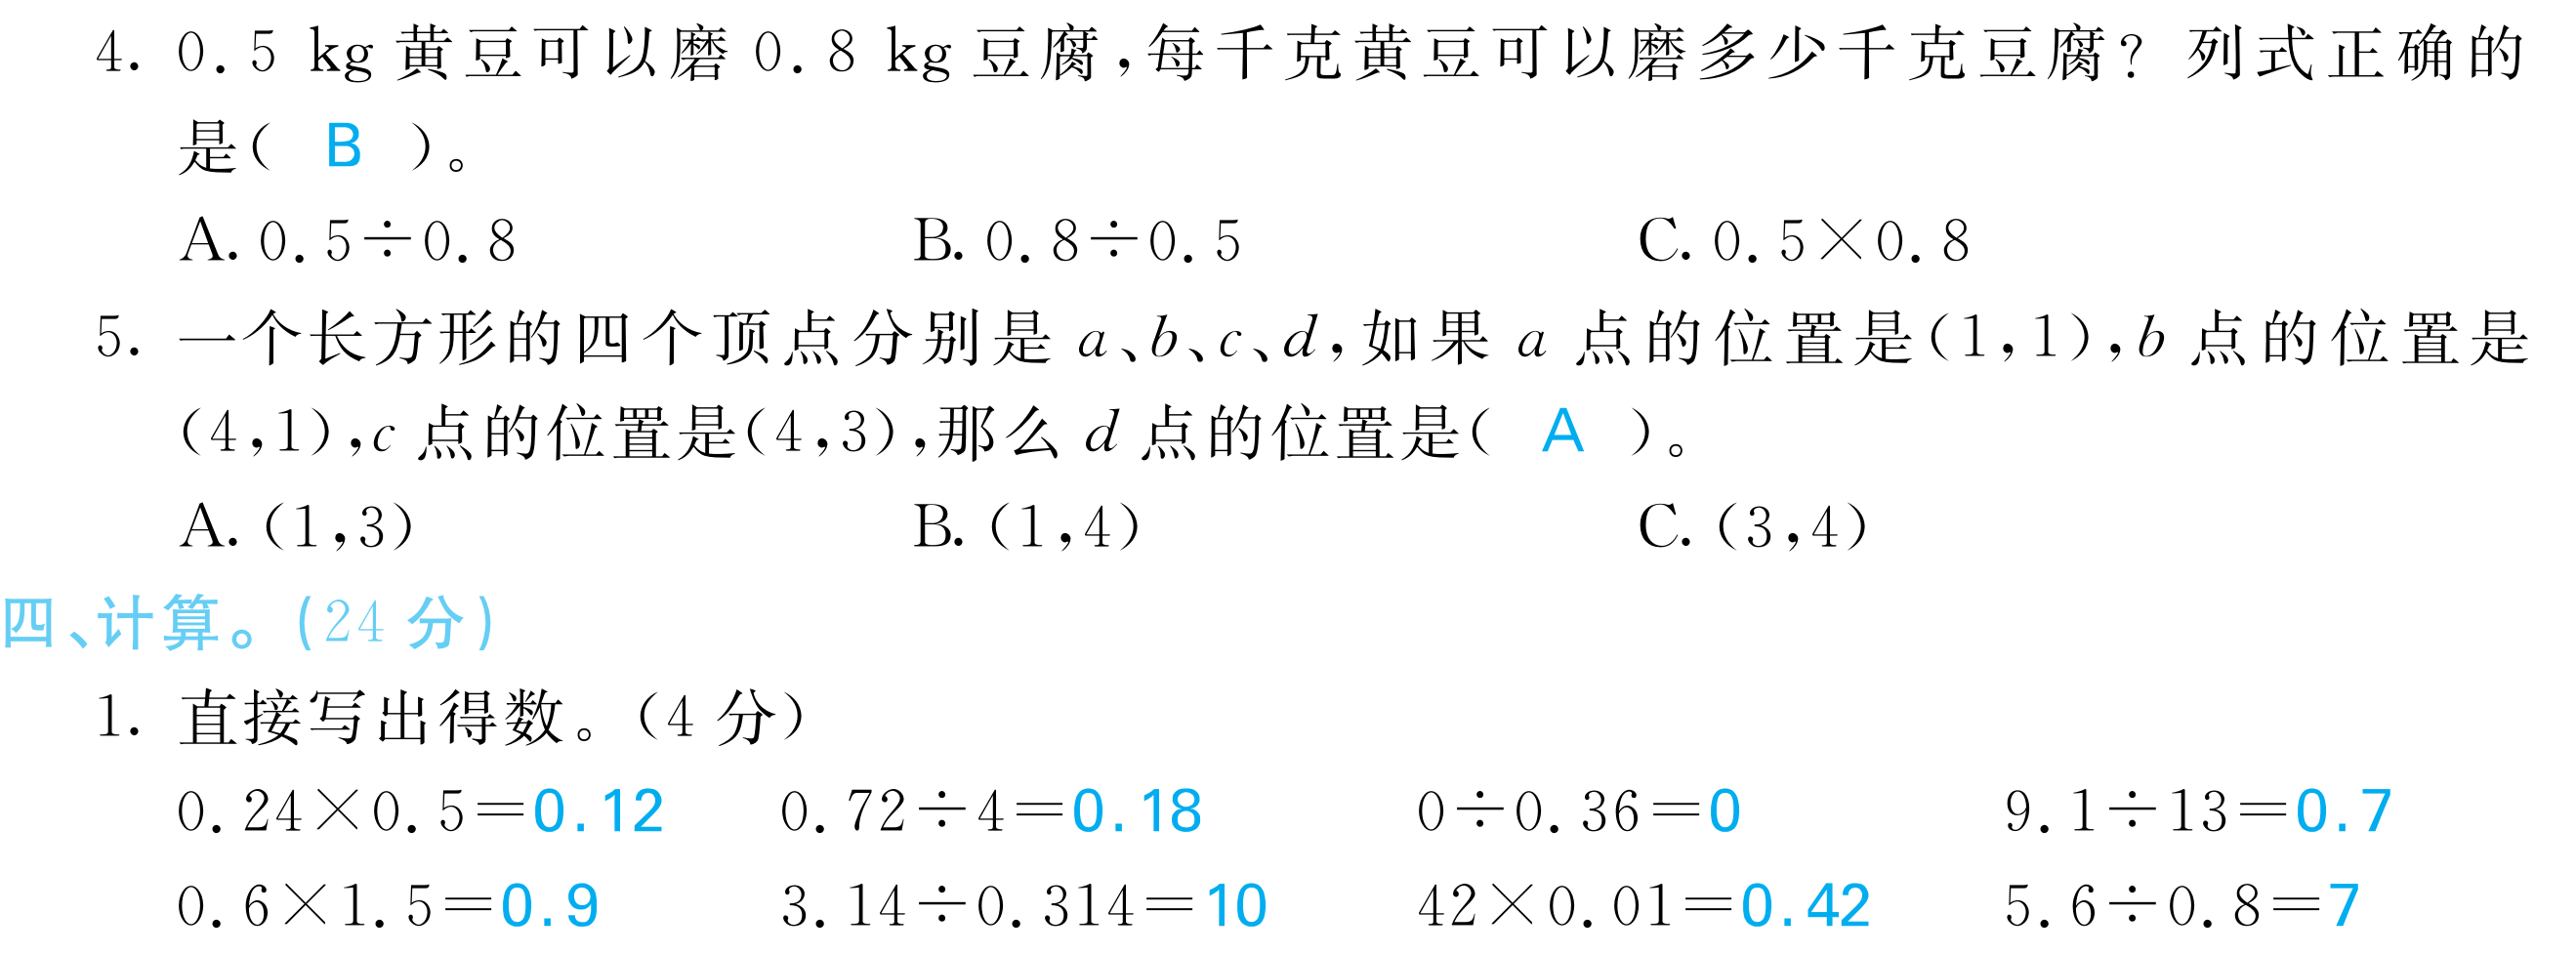 4. 0.5 kg 黄豆可以磨 0.8 kg 豆腐,每千克黄豆可以磨多少千克豆腐? 列式正确的
是( B )。
A. 0.5÷0.8 B. 0.8÷0.5 C. 0.5×0.8
5. 一个长方形的四个顶点分别是 a、b、c、d,如果 a 点的位置是(1,1),b 点的位置是
(4,1),c 点的位置是(4,3),那么 d 点的位置是( A )。
A. (1,3) B. (1,4) C. (3,4)
四、计算。(24 分)
1. 直接写出得数。(4 分)
0.24×0.5=0.12 0.72÷4=0.18 0÷0.36=0 9.1÷13=0.7
0.6×1.5=0.9 3.14÷0.314=10 42×0.01=0.42 5.6÷0.8=7